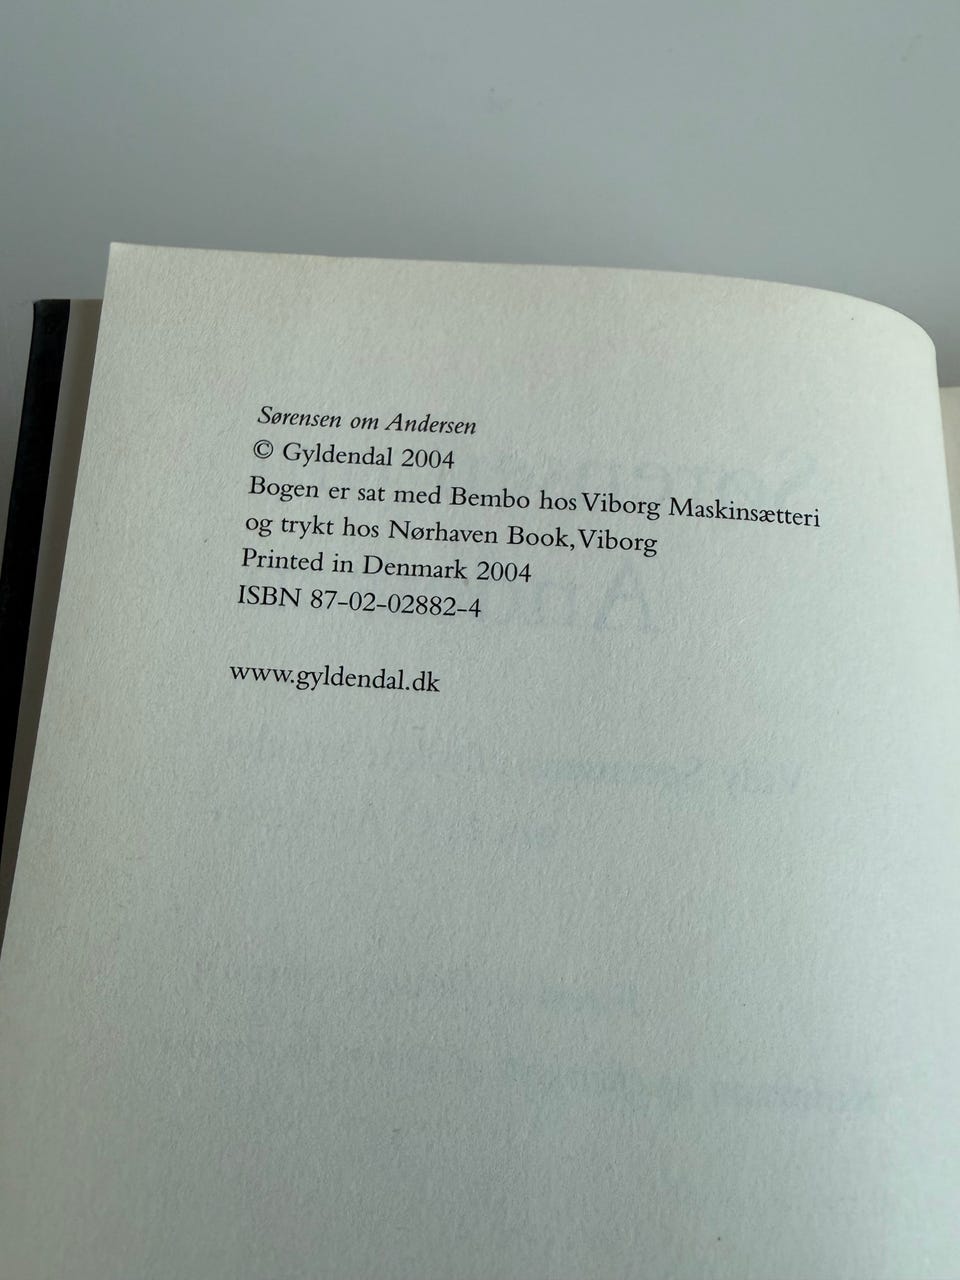 Sørensen om Andersen
© Gyldendal 2004
Bogen er sat med Bembo hos Viborg Maskinsætteri
og trykt hos Nørhaven Book, Viborg
Printed in Denmark 2004
ISBN 87-02-02882-4
www.gyldendal.dk